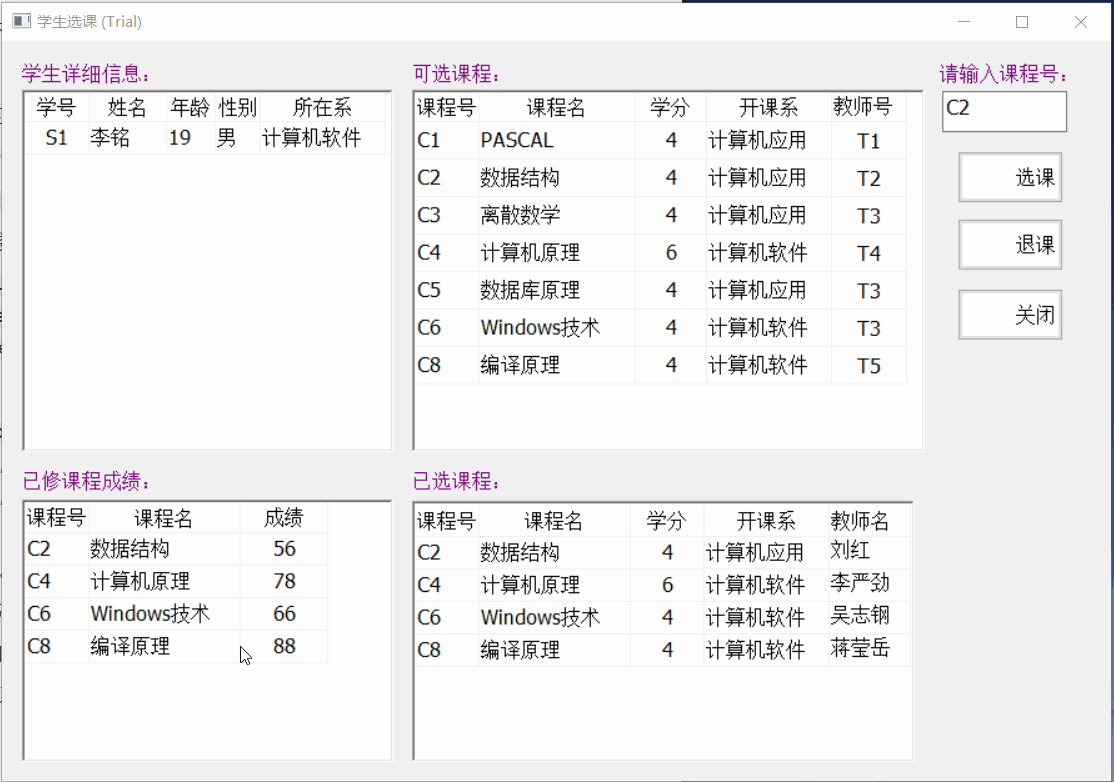 学生选课 (Trial)
学生详细信息：
学号 姓名 年龄 性别 所在系
S1 李铭 19 男 计算机软件
可选课程：
课程号 课程名 学分 开课系 教师号
C1 PASCAL 4 计算机应用 T1
C2 数据结构 4 计算机应用 T2
C3 离散数学 4 计算机应用 T3
C4 计算机原理 6 计算机软件 T4
C5 数据库原理 4 计算机应用 T3
C6 Windows技术 4 计算机软件 T3
C8 编译原理 4 计算机软件 T5
请输入课程号：
C2
选课
退课
关闭
已修课程成绩：
课程号 课程名 成绩
C2 数据结构 56
C4 计算机原理 78
C6 Windows技术 66
C8 编译原理 88
已选课程：
课程号 课程名 学分 开课系 教师名
C2 数据结构 4 计算机应用 刘红
C4 计算机原理 6 计算机软件 李严劲
C6 Windows技术 4 计算机软件 吴志钢
C8 编译原理 4 计算机软件 蒋莹岳